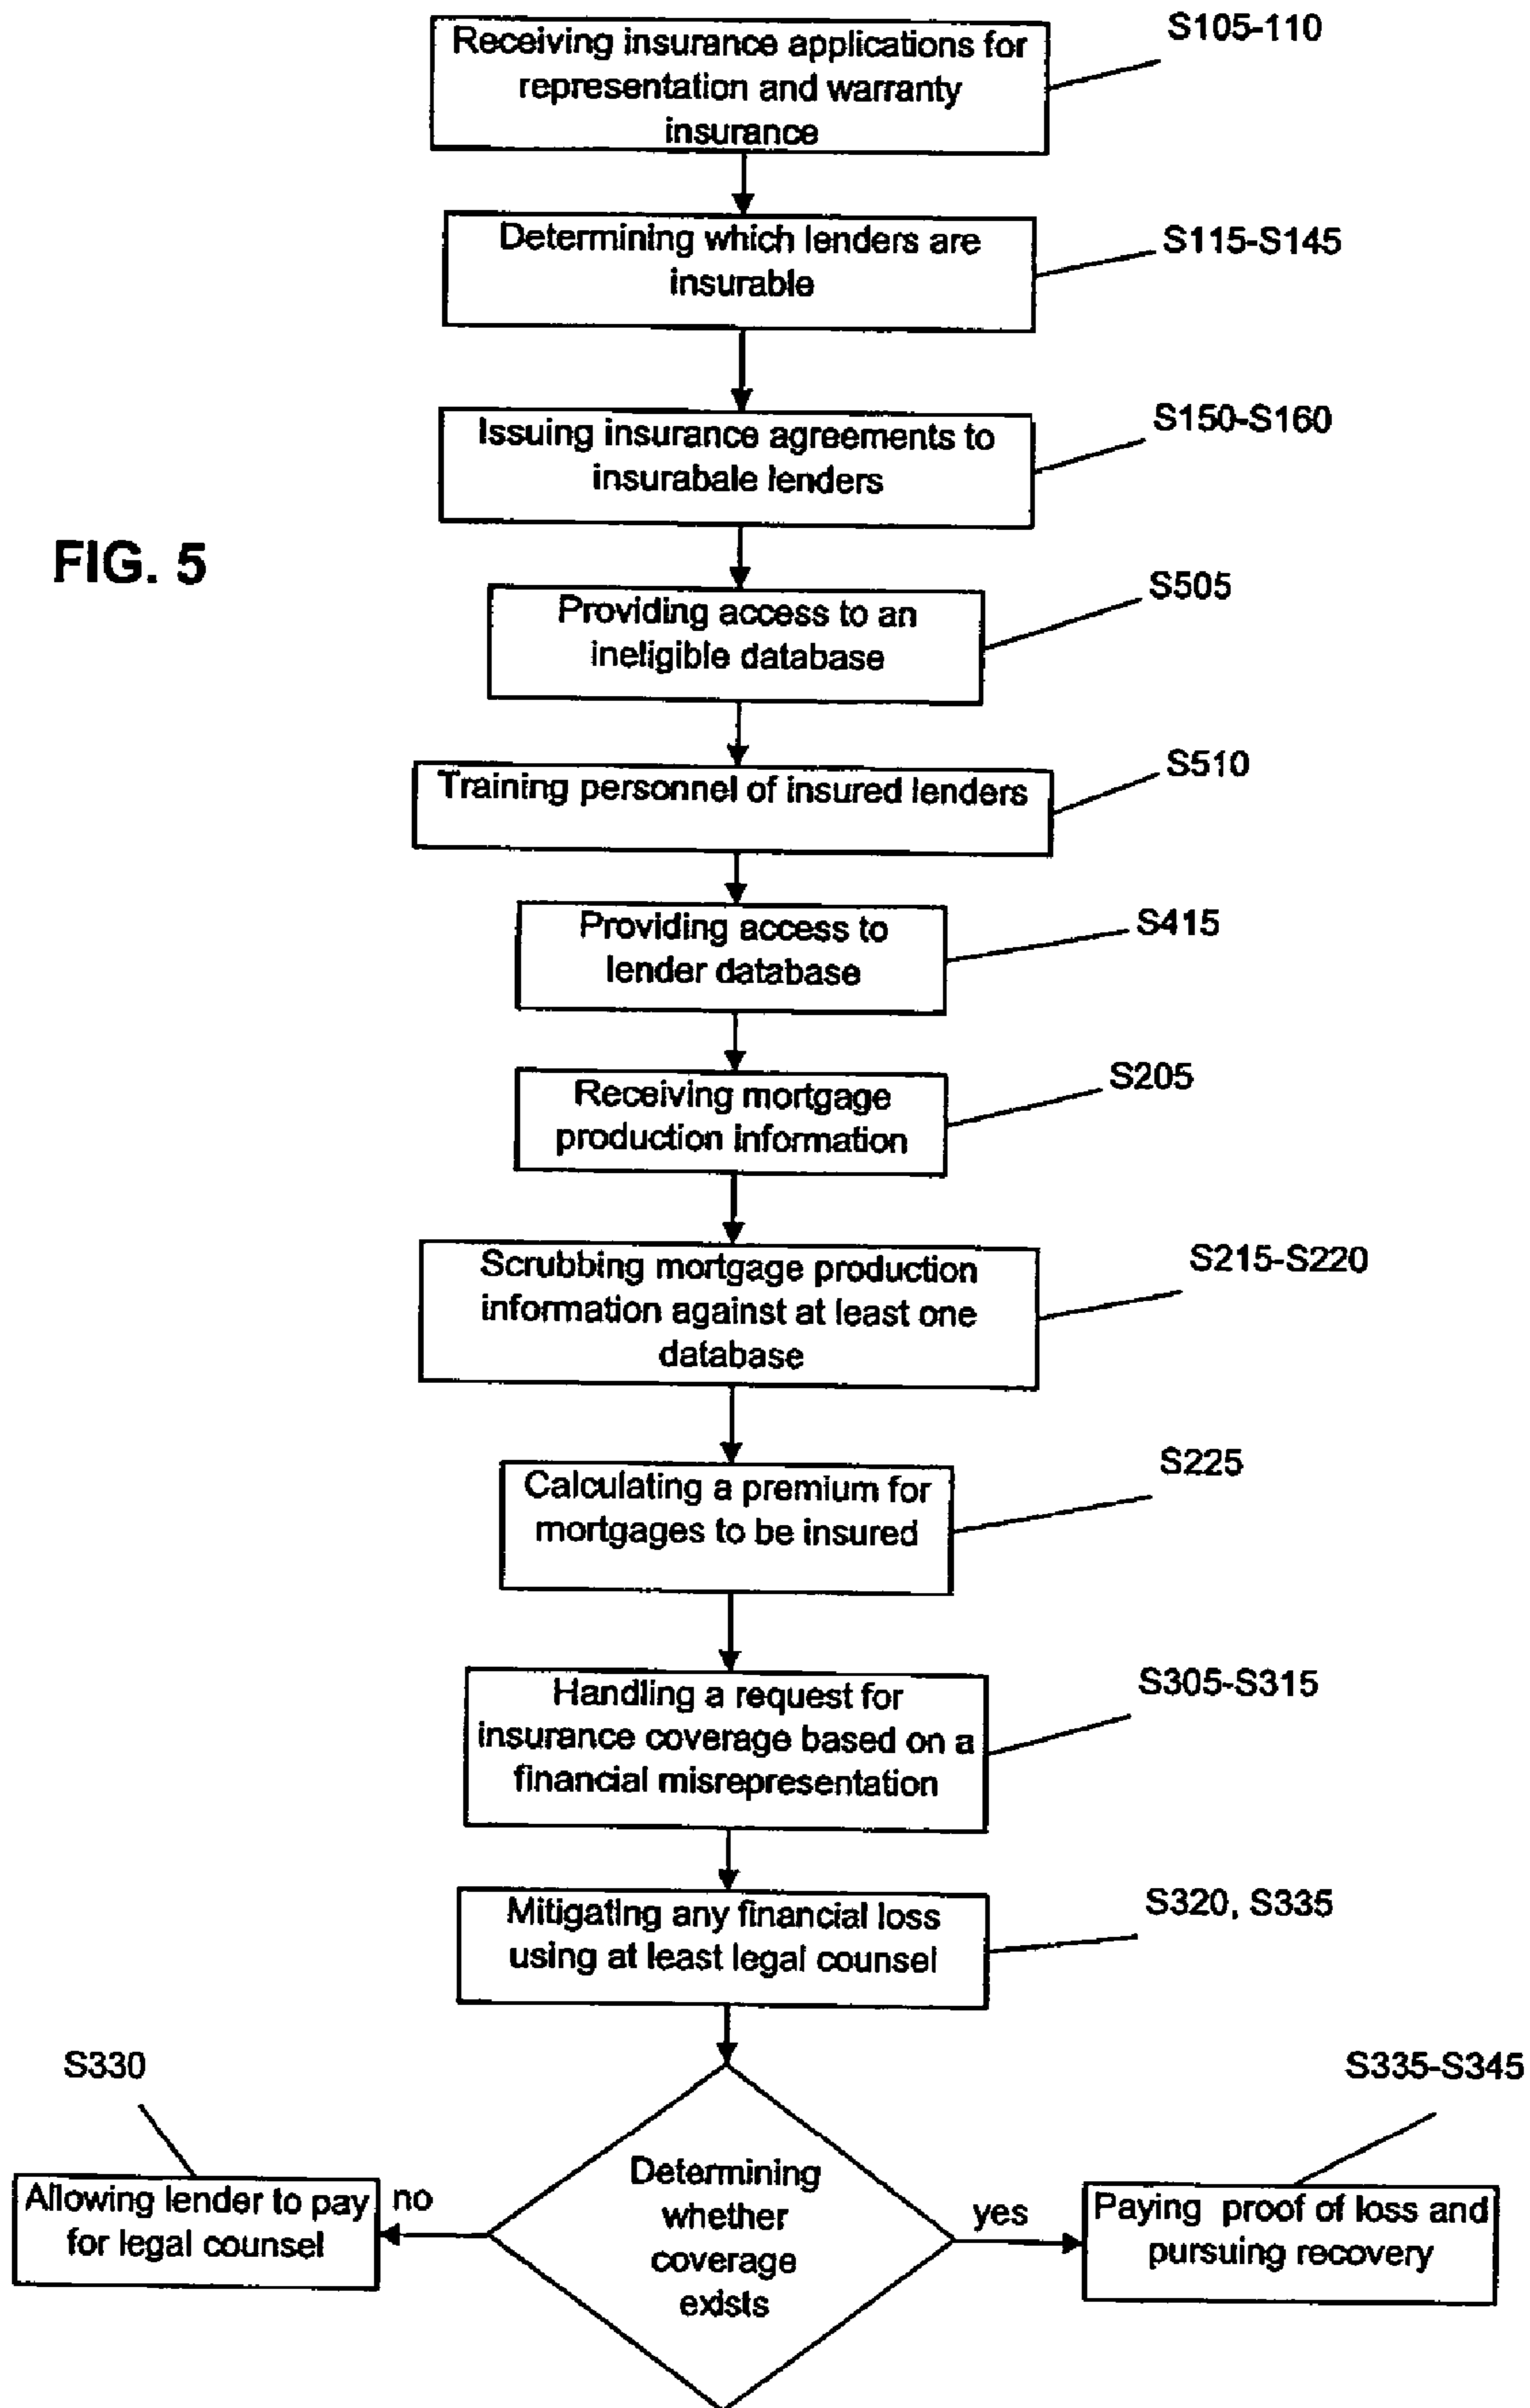 Receiving insurance applications for
representation and warranty
insurance
S105-110
Determining which lenders are
insurable
S115-S145
Issuing insurance agreements to
insurabale lenders
S150-S160
FIG. 5
Providing access to an
ineligible database
S505
Training personnel of insured lenders
S510
Providing access to
lender database
S415
Receiving mortgage
production information
S205
Scrubbing mortgage production
information against at least one
database
S215-S220
Calculating a premium for
mortgages to be insured
S225
Handling a request for
insurance coverage based on a
financial misrepresentation
S305-S315
Mitigating any financial loss
using at least legal counsel
S320, S335
S330
Allowing lender to pay
for legal counsel
no
Determining
whether
coverage
exists
yes
S335-S345
Paying proof of loss and
pursuing recovery